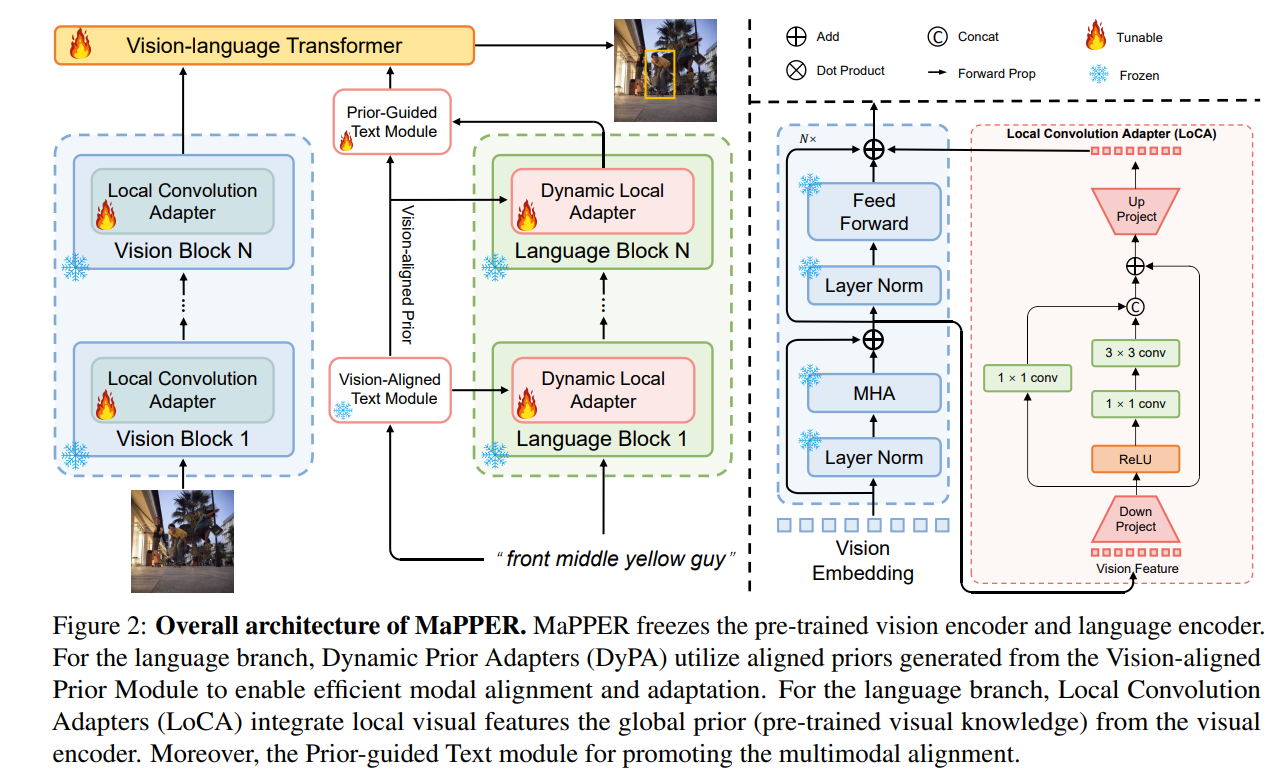 Vision-language Transformer
Prior-Guided
Text Module
Local Convolution
Adapter
Vision Block N
Dynamic Local
Adapter
Language Block N
Vision-aligned Prior
...
...
Local Convolution
Adapter
Vision Block 1
Vision-Aligned
Text Module
Dynamic Local
Adapter
Language Block 1
“ front middle yellow guy ”
Add
Concat
Tunable
Dot Product
Forward Prop
Frozen
C
N×
Feed
Forward
Layer Norm
MHA
Layer Norm
Vision
Embedding
Local Convolution Adapter (LoCA)
Up
Project
C
3 × 3 conv
1 × 1 conv
1 × 1 conv
ReLU
Down
Project
Vision Feature
Figure 2: Overall architecture of MaPPER. MaPPER freezes the pre-trained vision encoder and language encoder.
For the language branch, Dynamic Prior Adapters (DyPA) utilize aligned priors generated from the Vision-aligned
Prior Module to enable efficient modal alignment and adaptation. For the language branch, Local Convolution
Adapters (LoCA) integrate local visual features the global prior (pre-trained visual knowledge) from the visual
encoder. Moreover, the Prior-guided Text module for promoting the multimodal alignment.